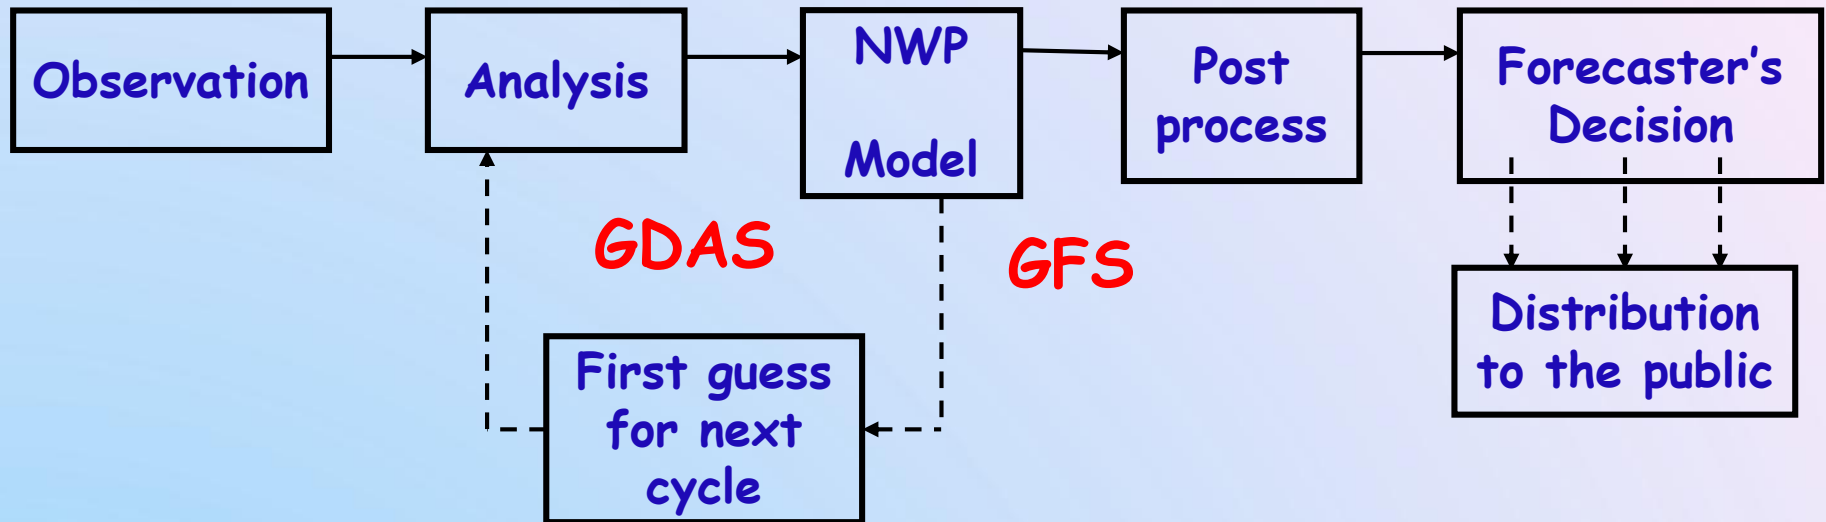 Observation
Analysis
NWP
Model
Post
process
Forecaster's
Decision
GDAS
GFS
Distribution
to the public
First guess
for next
cycle